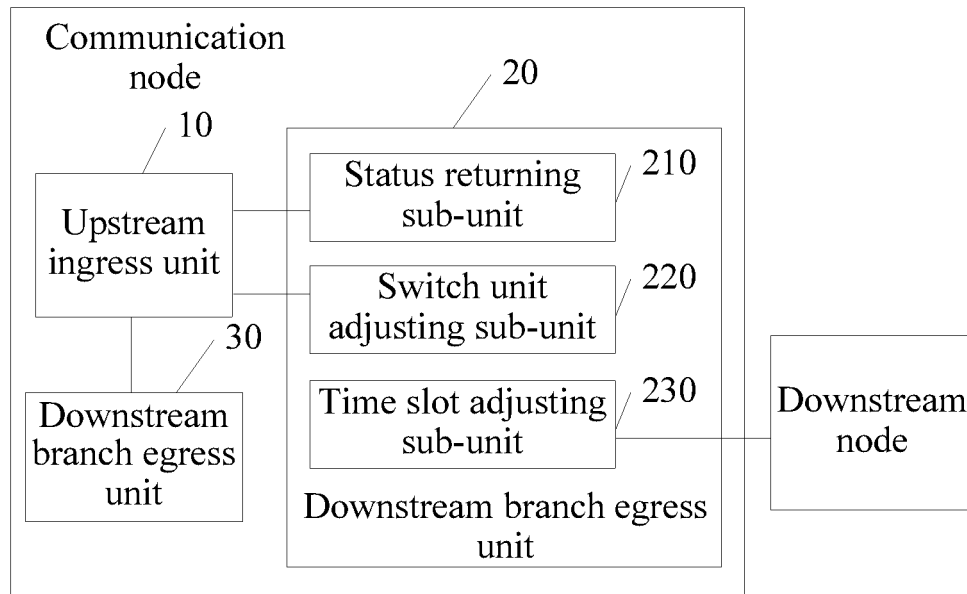 Communication
node
20
10
Status returning
sub-unit
210
Upstream
ingress unit
Switch unit
adjusting sub-unit
220
30
Downstream
branch egress
unit
Time slot adjusting
sub-unit
230
Downstream
node
Downstream branch egress
unit